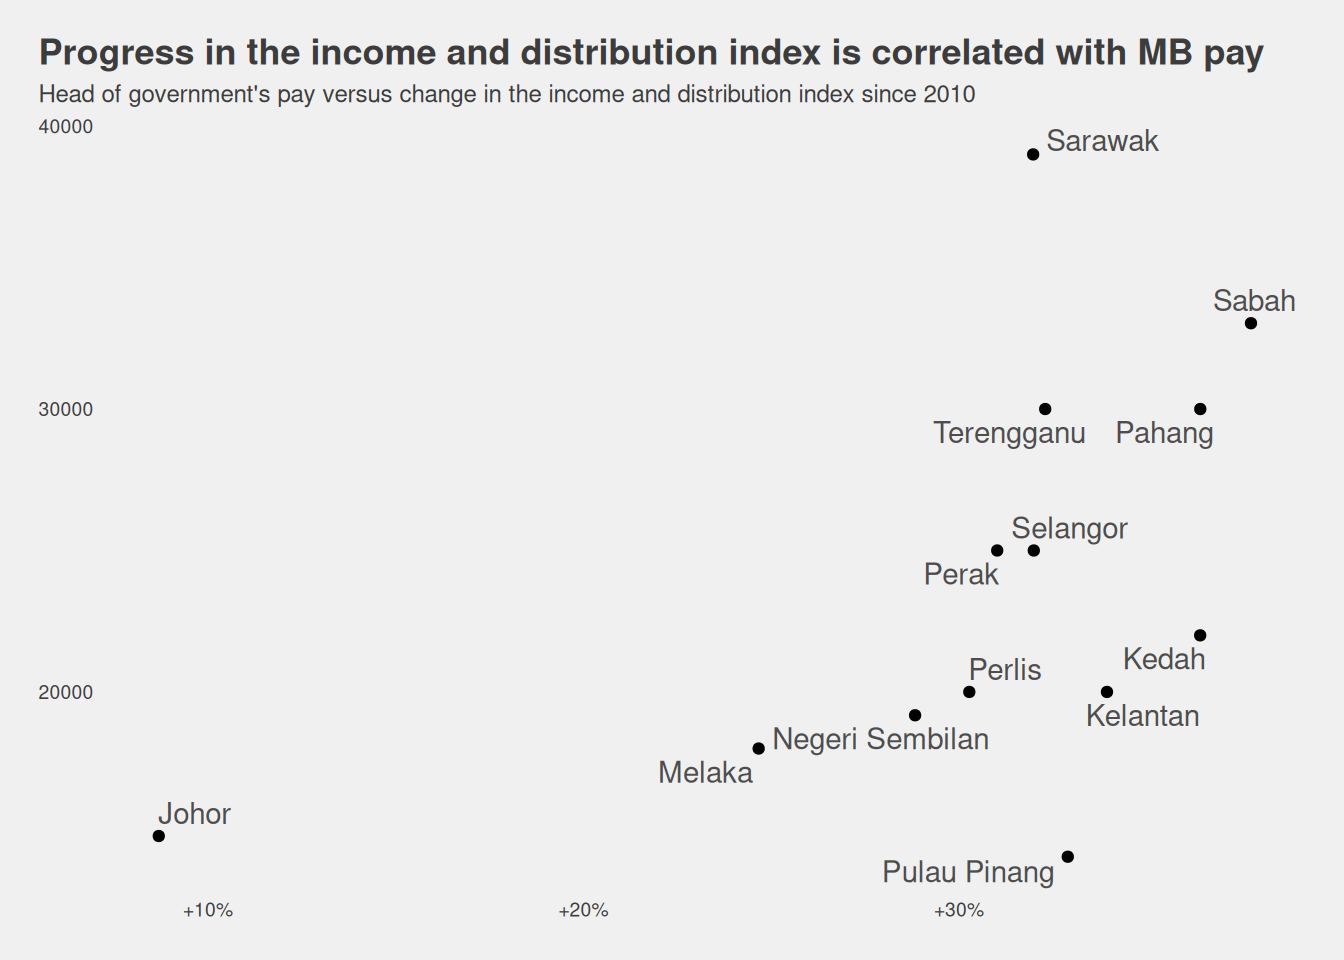 Progress in the income and distribution index is correlated with MB pay
Head of government's pay versus change in the income and distribution index since 2010
40000
Sarawak
Sabah
30000
Terengganu
Pahang
Selangor
Perak
Kedah
Perlis
20000
Kelantan
Negeri Sembilan
Melaka
Johor
Pulau Pinang
+10%
+20%
+30%